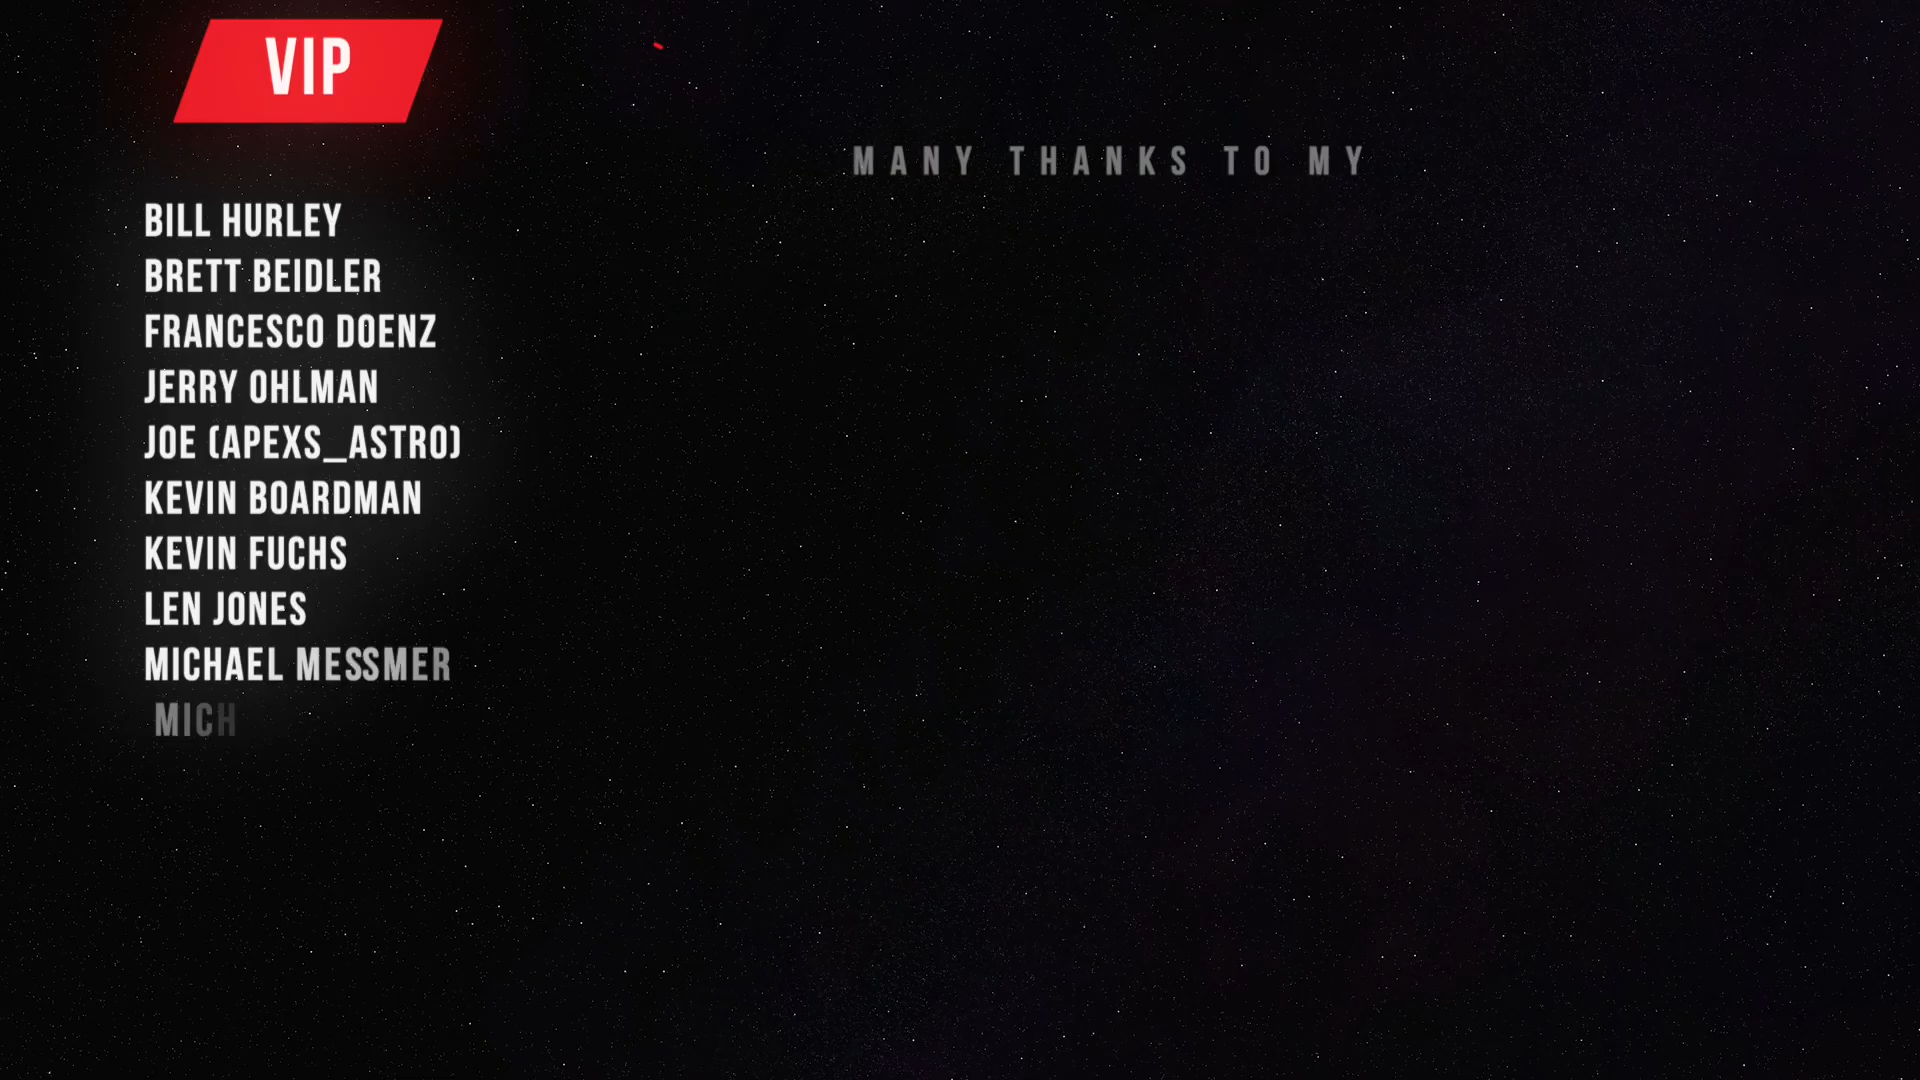 VIP
MANY THANKS TO MY
BILL HURLEY
BRETT BEIDLER
FRANCESCO DOENZ
JERRY OHLMAN
JOE (APEXS_ASTRO)
KEVIN BOARDMAN
KEVIN FUCHS
LEN JONES
MICHAEL MESSMER
MICH